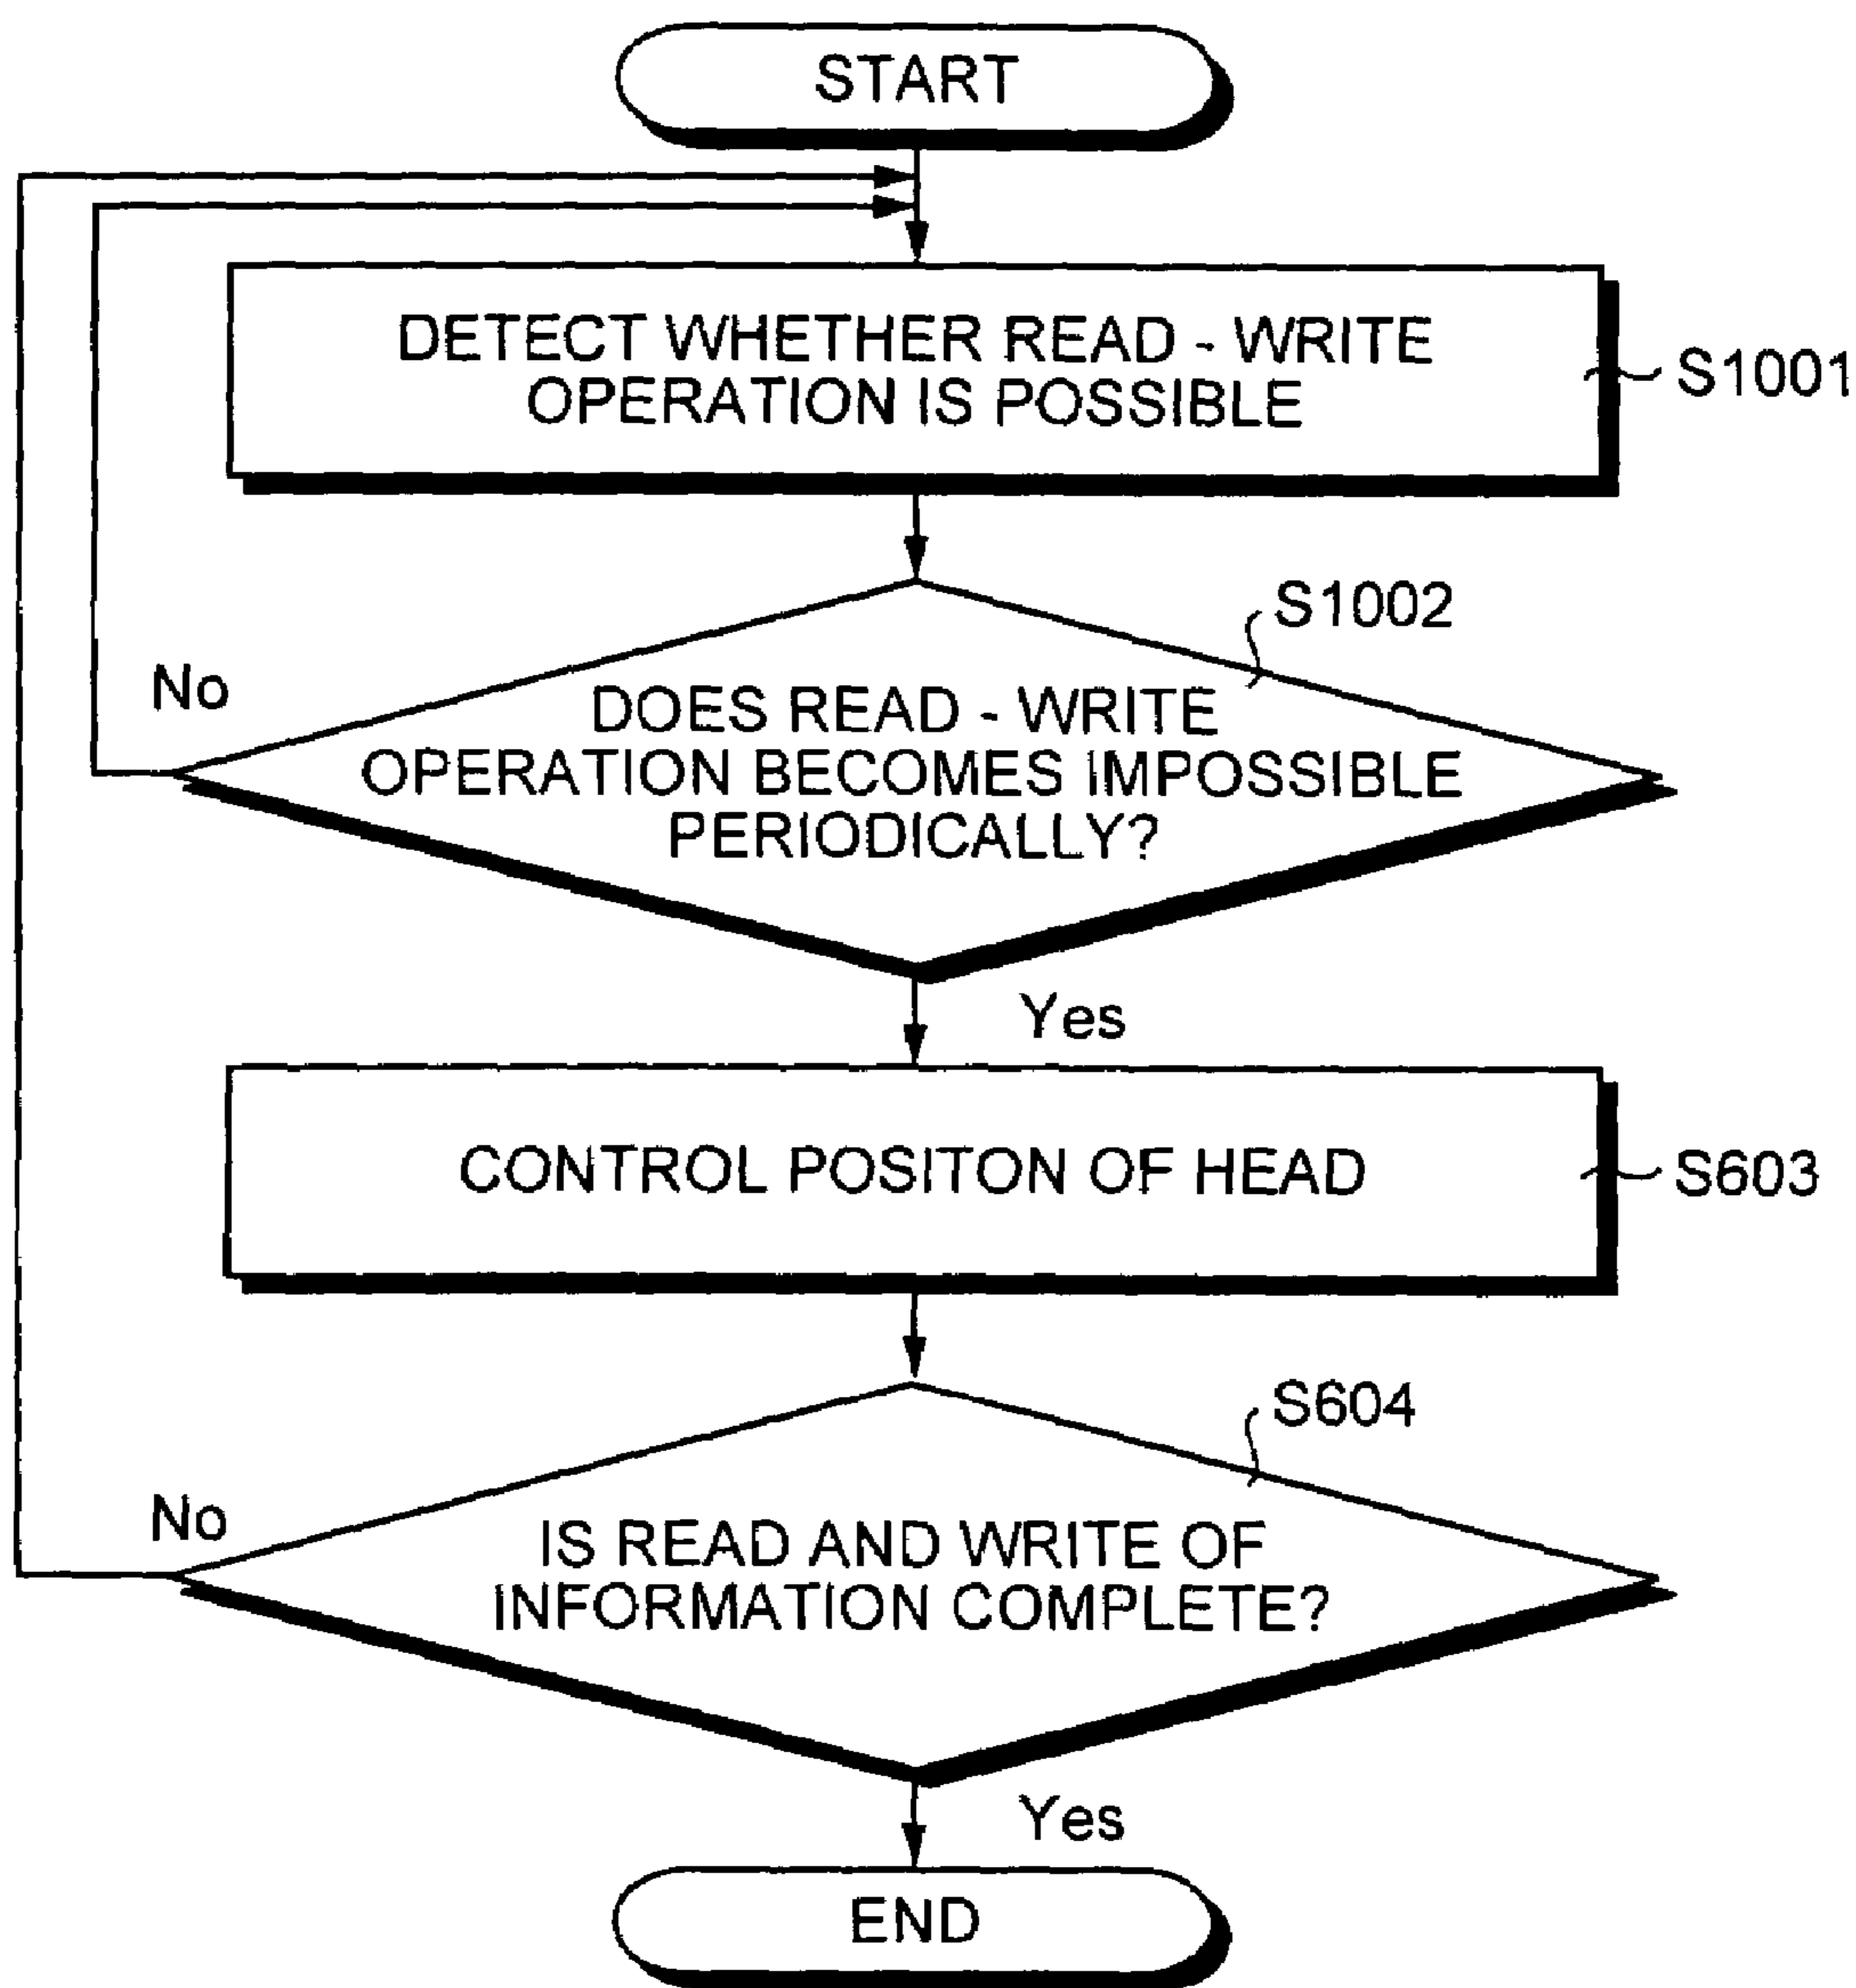 START
DETECT WHETHER READ - WRITE
OPERATION IS POSSIBLE
S1001
S1002
No
DOES READ - WRITE
OPERATION BECOMES IMPOSSIBLE
PERIODICALLY?
Yes
CONTROL POSITON OF HEAD
S603
S604
No
IS READ AND WRITE OF
INFORMATION COMPLETE?
Yes
END